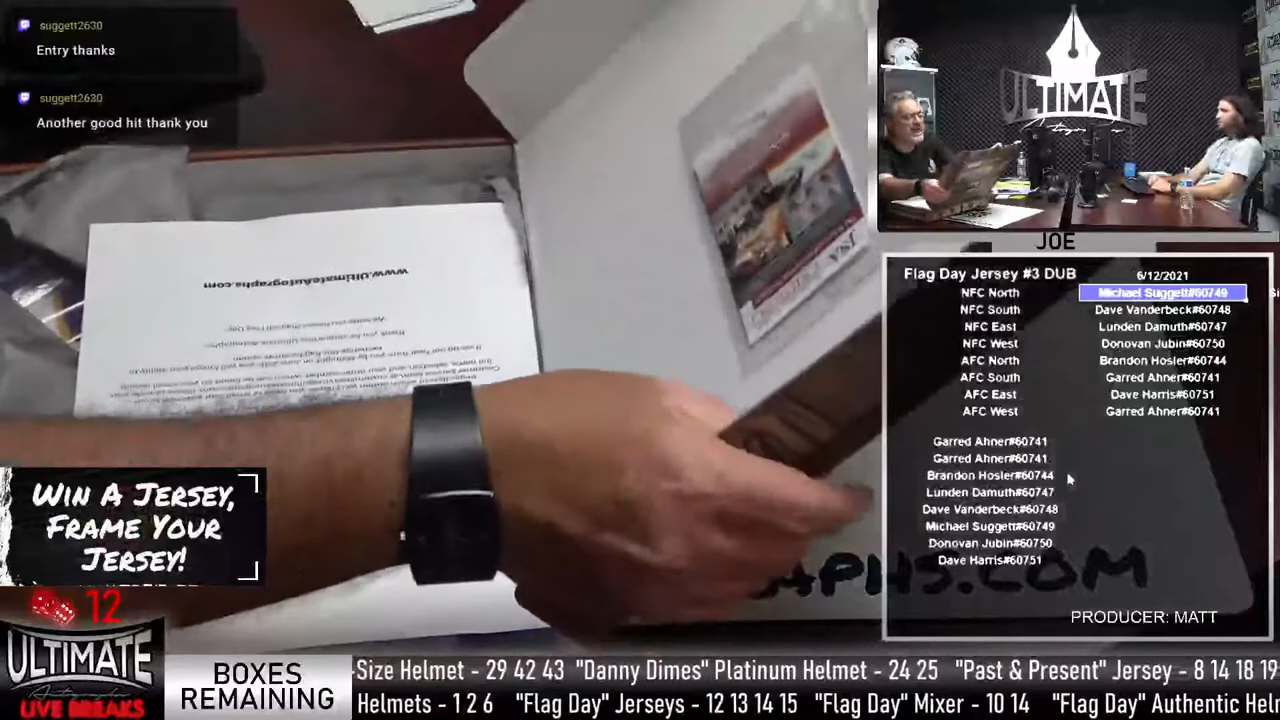 suggett2630
Entry thanks
suggett2630
Another good hit thank you
www.UltimateAutographs.com
JSA
ULTIMATE
Autographs
JOE
Flag Day Jersey #3 DUB 6/12/2021
NFC North Michael Suggett#60749
NFC South Dave Vanderbeck#60748
NFC East Lunden Damuth#60747
NFC West Donovan Jubin#60750
AFC North Brandon Hosler#60744
AFC South Garred Ahner#60741
AFC East Dave Harris#60751
AFC West Garred Ahner#60741
Garred Ahner#60741
Garred Ahner#60741
Brandon Hosler#60744
Lunden Damuth#60747
Dave Vanderbeck#60748
Michael Suggett#60749
Donovan Jubin#60750
Dave Harris#60751
APHS.COM
PRODUCER: MATT
WIN A JERSEY,
FRAME YOUR
JERSEY!
12
ULTIMATE
Autographs
LIVE BREAKS
BOXES
REMAINING
-Size Helmet - 29 42 43 "Danny Dimes" Platinum Helmet - 24 25 "Past & Present" Jersey - 8 14 18 19
Helmets - 1 2 6 "Flag Day" Jerseys - 12 13 14 15 "Flag Day" Mixer - 10 14 "Flag Day" Authentic Hel